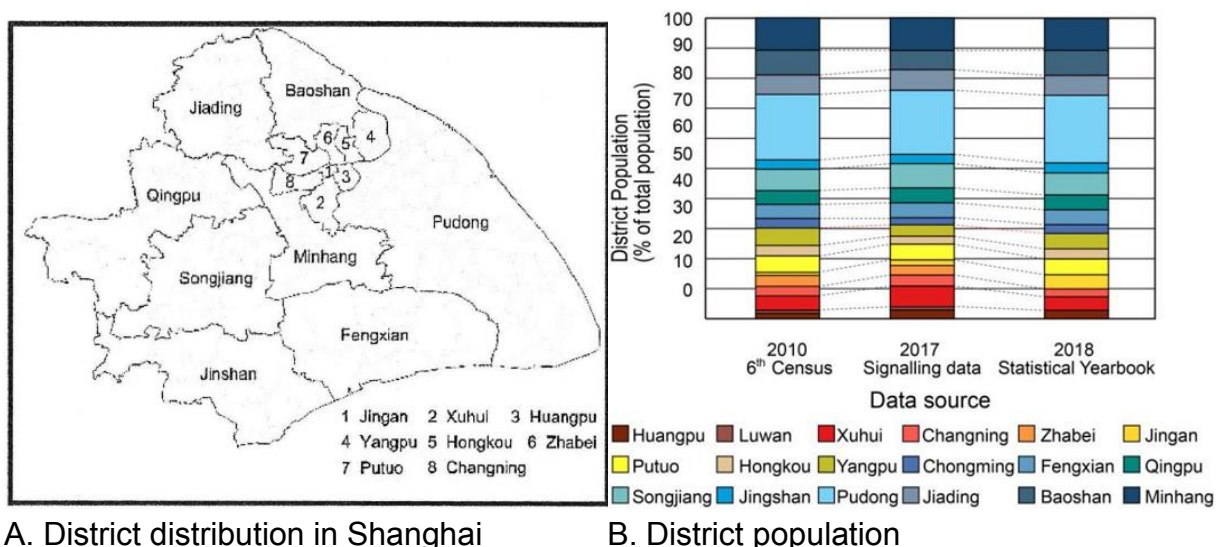 Jiading
Baoshan
6
5
4
7
1
3
8
2
Qingpu
Pudong
Minhang
Songjiang
Fengxian
Jinshan
1 Jingan 2 Xuhui 3 Huangpu
4 Yangpu 5 Hongkou 6 Zhabei
7 Putuo 8 Changning
A. District distribution in Shanghai
District Population
(% of total population)
100
90
80
70
60
50
40
30
20
10
0
2010
6th Census
2017
Signalling data
2018
Statistical Yearbook
Data source
Huangpu Luwan Xuhui Changning Zhabei Jingan
Putuo Hongkou Yangpu Chongming Fengxian Qingpu
Songjiang Jingshan Pudong Jiading Baoshan Minhang
B. District population